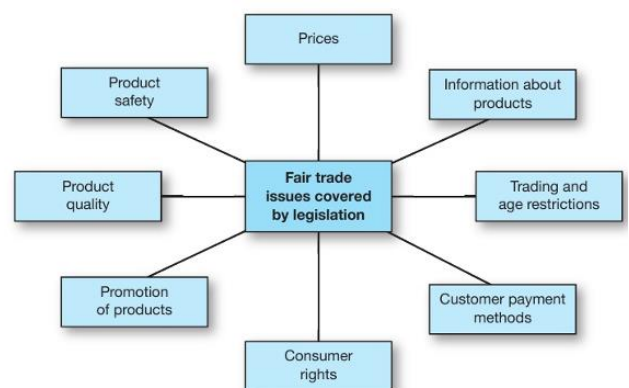 Prices
Product
safety
Information about
products
Fair trade
issues covered
by legislation
Product
quality
Trading and
age restrictions
Promotion
of products
Customer payment
methods
Consumer
rights